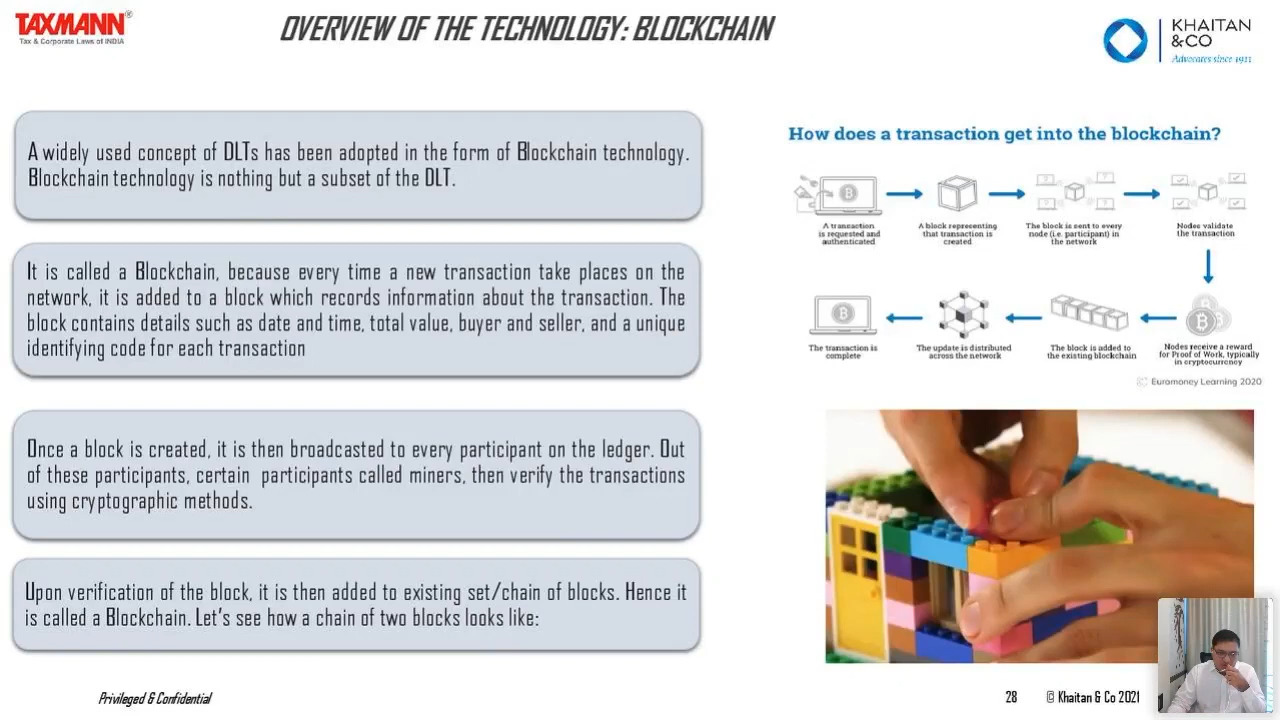 TAXMANN®
Tax & Corporate Laws of INDIA
OVERVIEW OF THE TECHNOLOGY: BLOCKCHAIN
KHAITAN
&CO
Advocates since 1911
A widely used concept of DLTs has been adopted in the form of Blockchain technology.
Blockchain technology is nothing but a subset of the DLT.
It is called a Blockchain, because every time a new transaction take places on the
network, it is added to a block which records information about the transaction. The
block contains details such as date and time, total value, buyer and seller, and a unique
identifying code for each transaction
Once a block is created, it is then broadcasted to every participant on the ledger. Out
of these participants, certain participants called miners, then verify the transactions
using cryptographic methods.
Upon verification of the block, it is then added to existing set/chain of blocks. Hence it
is called a Blockchain. Let's see how a chain of two blocks looks like:
How does a transaction get into the blockchain?
A transaction
is requested and
authenticated
A block representing
that transaction is
created
The block is sent to every
node (i.e. participant) in
the network
Nodes validate
the transaction
Nodes receive a reward
for Proof of Work, typically
in cryptocurrency
The block is added to
the existing blockchain
The update is distributed
across the network
The transaction is
complete
Euromoney Learning 2020
Privileged & Confidential
28
© Khaitan & Co 2021